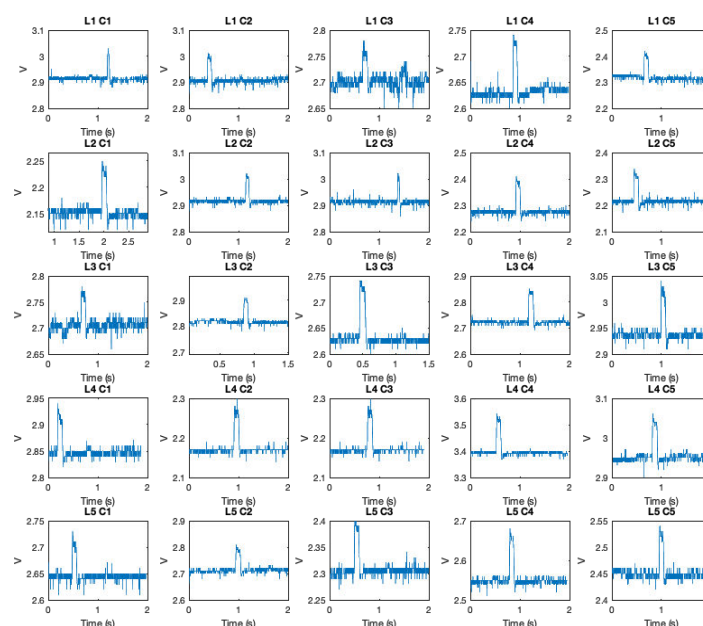 L1 C1 L1 C2 L1 C3 L1 C4 L1 C5
3.1 3.1 2.8 2.75 2.5
3 3 2.75 2.7 2.4
V V V V V
2.9 2.9 2.7 2.65 2.3
2.8 2.8 2.65 2.6 2.2
0 1 2 0 1 2 0 1 2 0 1 2 0 1
Time (s) Time (s) Time (s) Time (s) Time (s)
L2 C1 L2 C2 L2 C3 L2 C4 L2 C5
2.25 3.1 3.1 2.5 2.4
2.2 3 3 2.4 2.3
V V V V V
2.15 2.9 2.9 2.3 2.2
2.8 2.8 2.2 2.1
1 1.5 2 2.5 0 1 2 0 1 2 0 1 2 0 1
Time (s) Time (s) Time (s) Time (s) Time (s)
L3 C1 L3 C2 L3 C3 L3 C4 L3 C5
2.8 3 2.75 2.9 3.05
2.75 2.9 2.7 2.8 3
V V V V V
2.7 2.8 2.65 2.7 2.95
2.65 2.7 2.6 2.6 2.9
0 1 2 0.5 1 1.5 0 0.5 1 1.5 0 1 2 0 1
Time (s) Time (s) Time (s) Time (s) Time (s)
L4 C1 L4 C2 L4 C3 L4 C4 L4 C5
2.95 2.3 2.3 3.6 3.1
2.9 2.2 2.2 3.5 3
V V V V V
2.85 3.4
2.8 2.1 2.1 3.3 2.9
0 1 2 0 1 2 0 1 2 0 1 2 1
Time (s) Time (s) Time (s) Time (s) Time (s)
L5 C1 L5 C2 L5 C3 L5 C4 L5 C5
2.75 2.9 2.4 2.7 2.55
2.7 2.8 2.35 2.6 2.5
V V V V V
2.65 2.7 2.3 2.45
2.6 2.6 2.25 2.5 2.4
0 1 2 0 1 2 0 1 2 0 1 2 0 1
Time (s) Time (s) Time (s) Time (s) Time (s)